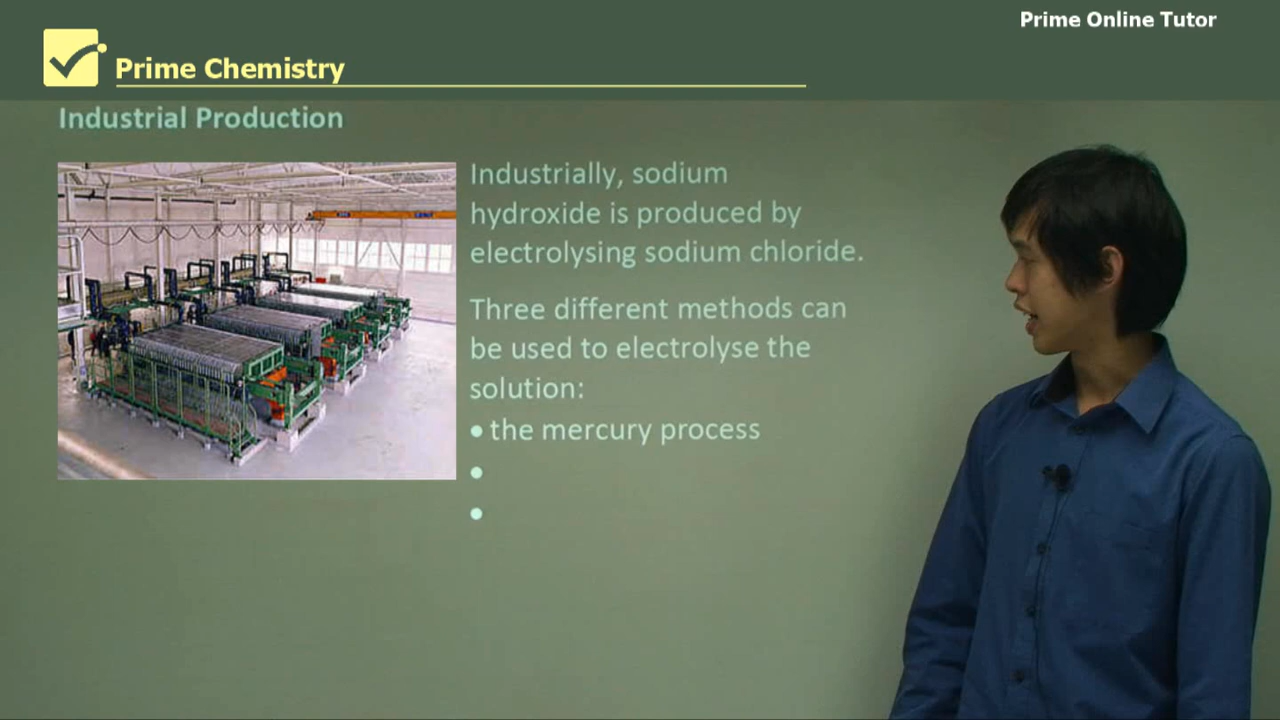 Prime Online Tutor
Prime Chemistry
Industrial Production
Industrially, sodium
hydroxide is produced by
electrolysing sodium chloride.
Three different methods can
be used to electrolyse the
solution:
• the mercury process
•
•